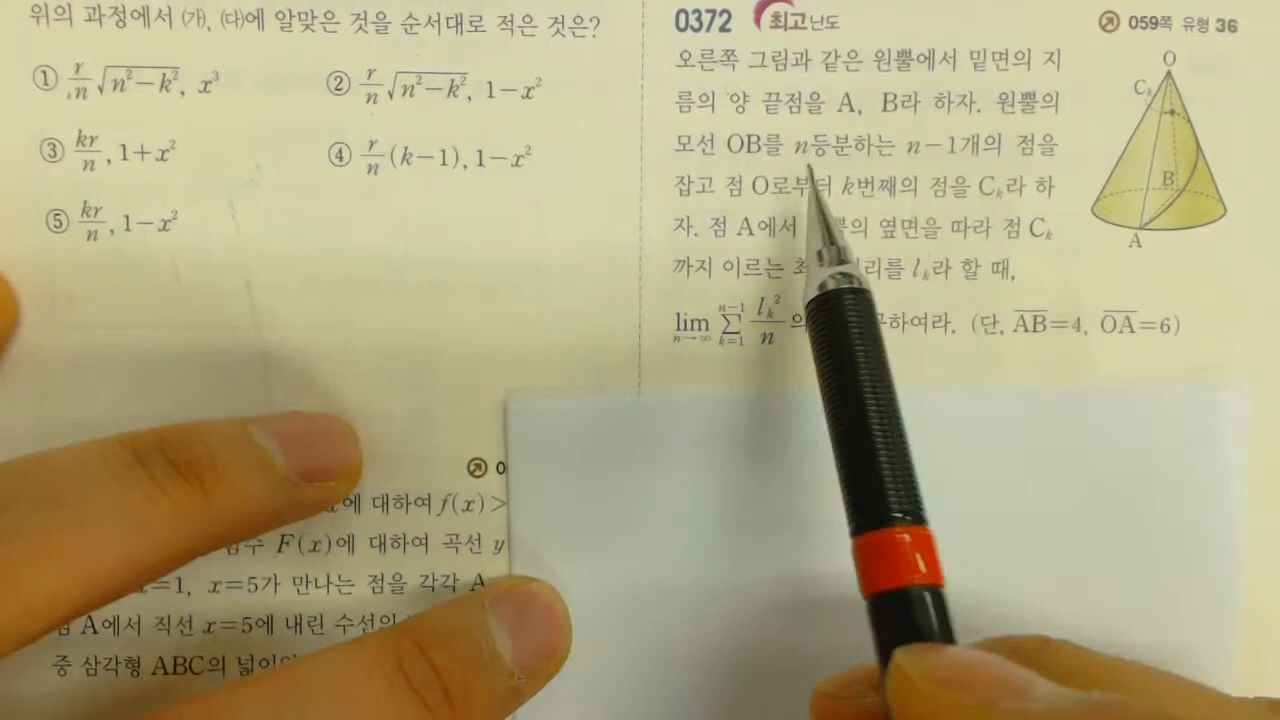 위의 과정에서 (가), (다)에 알맞은 것을 순서대로 적은 것은?
① r/n √(n²−k²), x³
② r/n √(n²−k²), 1−x²
③ kr/n, 1+x²
④ r/n (k−1), 1−x²
⑤ kr/n, 1−x²
0
에 대하여 f(x)>
F(x)에 대하여 곡선 y
x=1, x=5가 만나는 점을 각각 A
A에서 직선 x=5에 내린 수선의
중 삼각형 ABC의
0372 최고난도
059쪽 유형 36
오른쪽 그림과 같은 원뿔에서 밑면의 지
름의 양 끝점을 A, B라 하자. 원뿔의
모선 OB를 n등분하는 n−1개의 점을
잡고 점 O로부터 k번째의 점을 Cₖ라 하
자. 점 A에서 의 옆면을 따라 점 Cₖ
까지 이르는 lₖ라 할 때,
lim n→∞ n−1 ∑ k=1 lₖ²/n 하여라. (단, AB=4, OA=6)
O
Cₖ
B
A